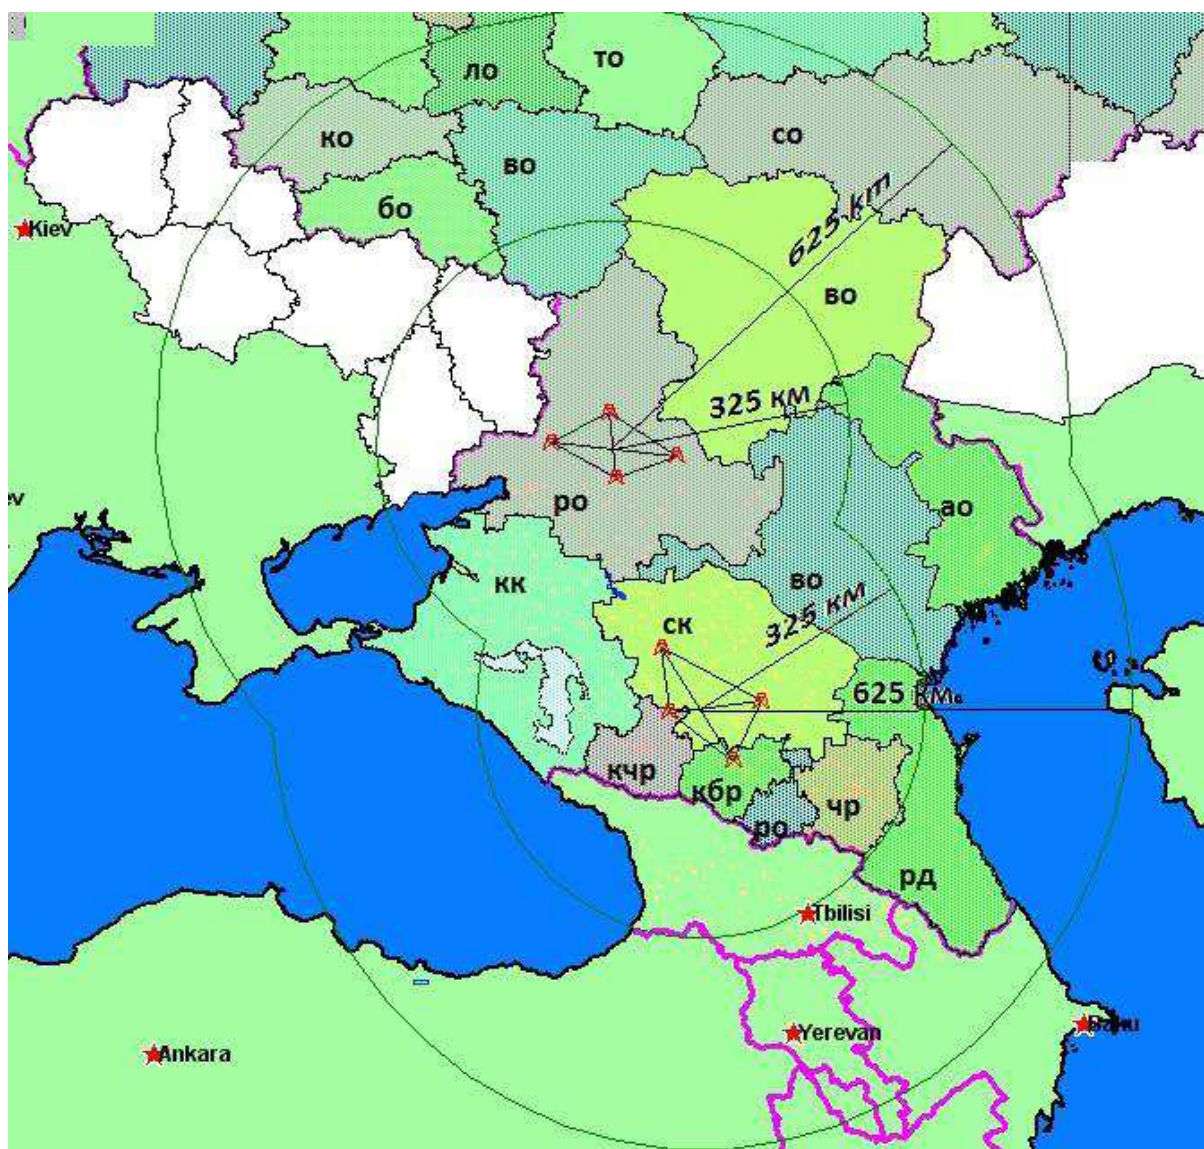 ло
то
ко
со
во
бо
Kiev
625 km
во
325 км
ро
ао
во
кк
ск
325 км
625 км.
кчр
кбр
чр
ро
рд
Tbilisi
Yerevan
Ankara